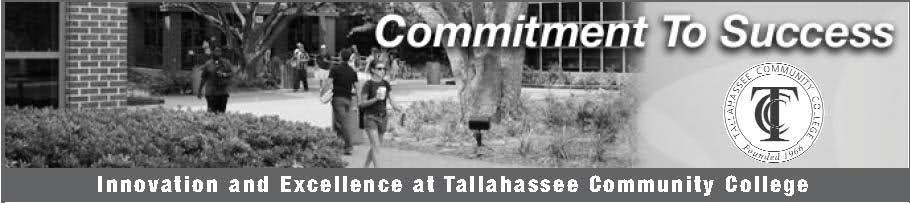 Commitment To Success
TALLAHASSEE COMMUNITY COLLEGE
TCC
Founded 1966
Innovation and Excellence at Tallahassee Community College